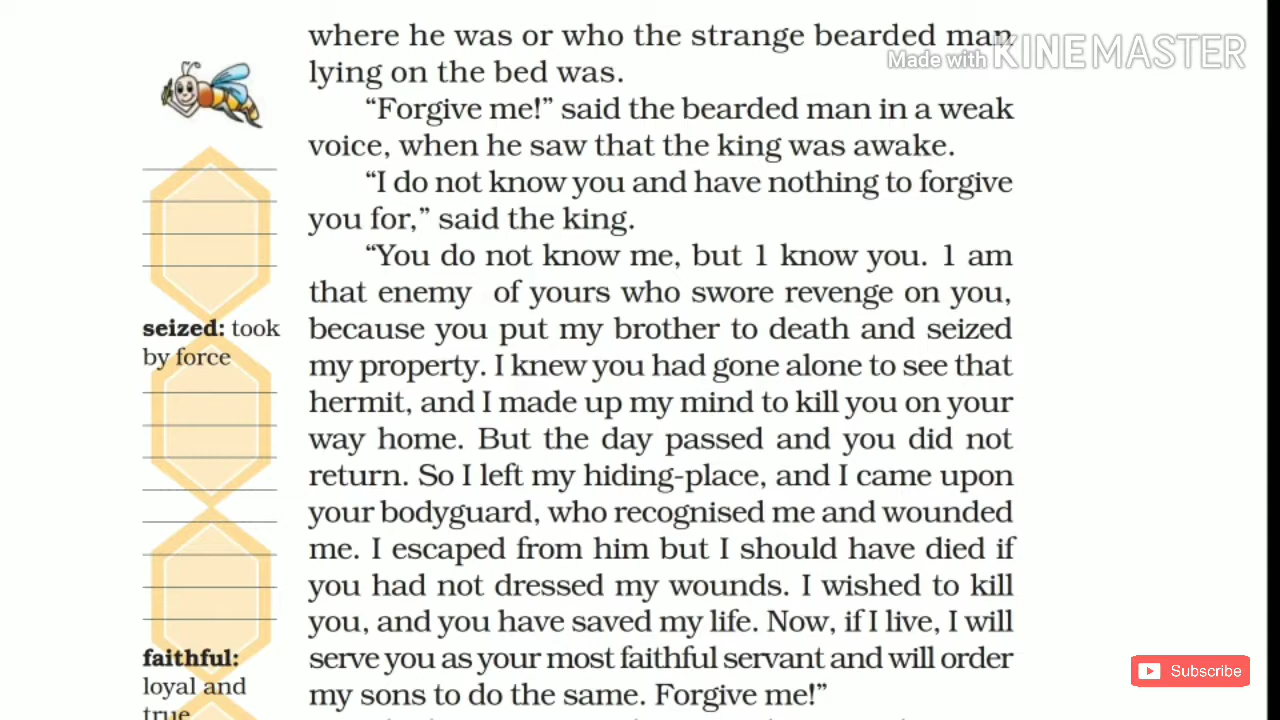 where he was or who the strange bearded man
lying on the bed was.
Made with KINEMASTER
“Forgive me!” said the bearded man in a weak
voice, when he saw that the king was awake.
“I do not know you and have nothing to forgive
you for,” said the king.
“You do not know me, but 1 know you. 1 am
that enemy of yours who swore revenge on you,
because you put my brother to death and seized
my property. I knew you had gone alone to see that
hermit, and I made up my mind to kill you on your
way home. But the day passed and you did not
return. So I left my hiding-place, and I came upon
your bodyguard, who recognised me and wounded
me. I escaped from him but I should have died if
you had not dressed my wounds. I wished to kill
you, and you have saved my life. Now, if I live, I will
serve you as your most faithful servant and will order
my sons to do the same. Forgive me!”
seized: took
by force
faithful:
loyal and
true
Subscribe